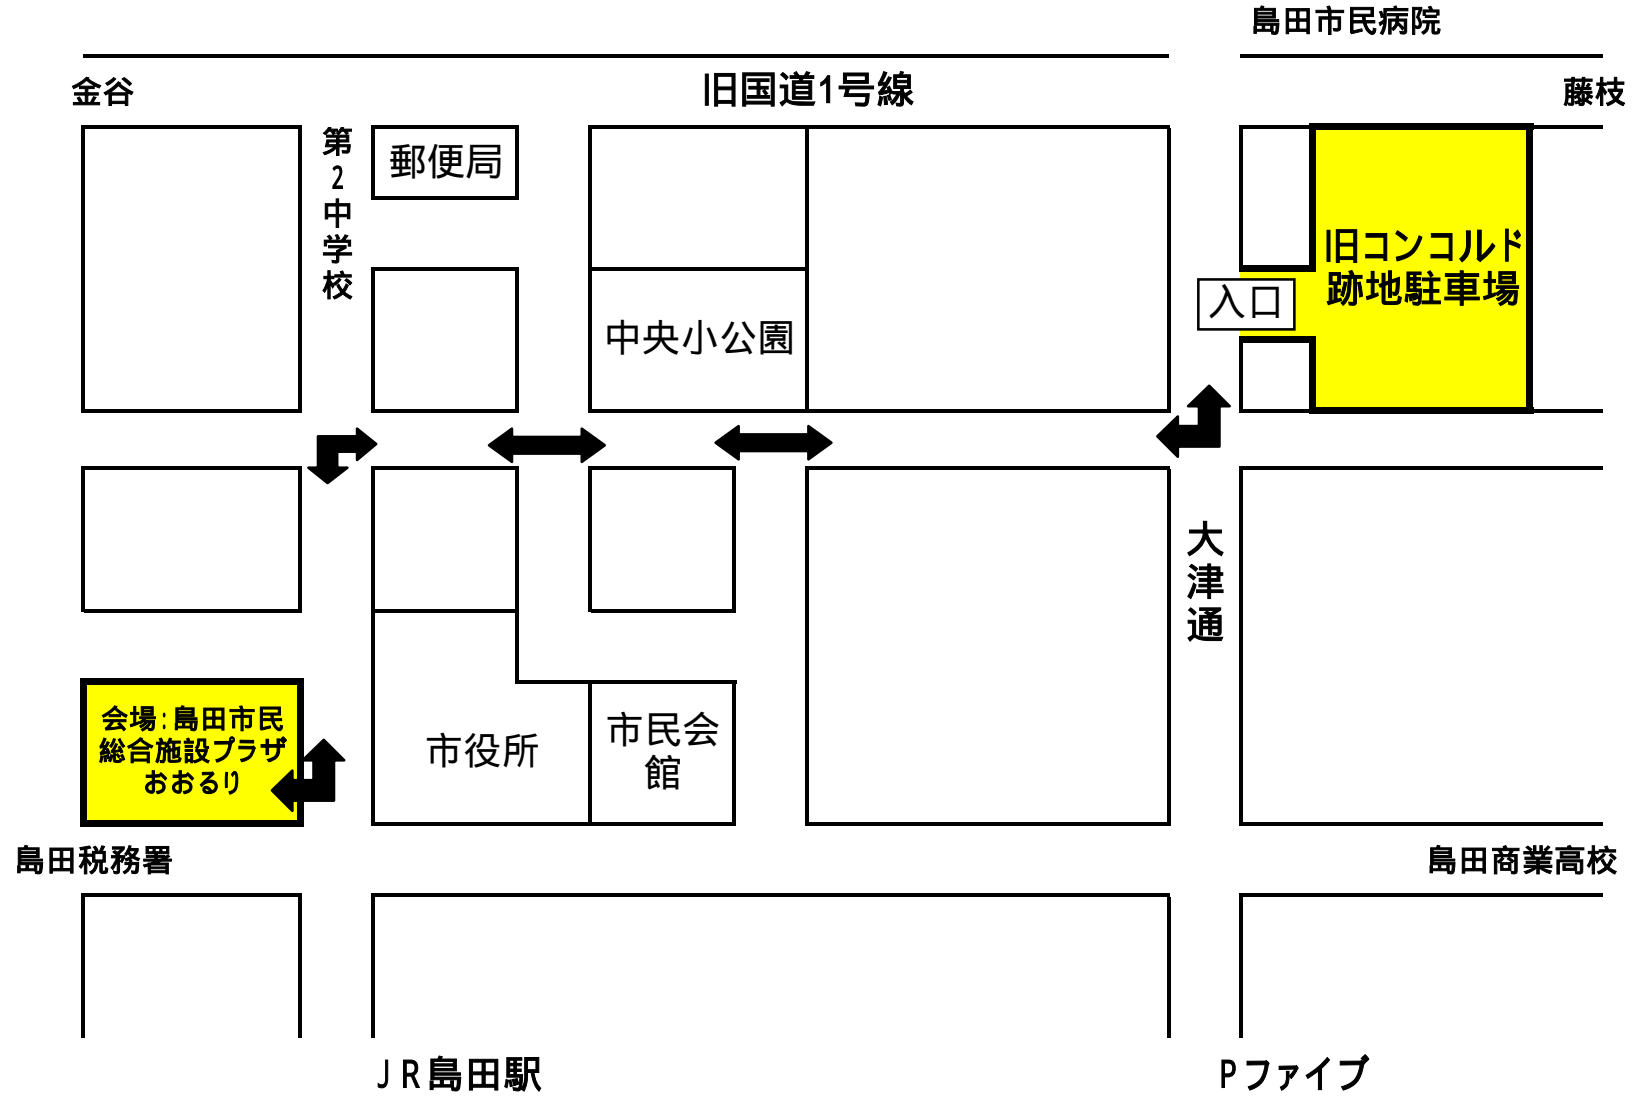 島田市民病院
金谷
旧国道1号線
藤枝
第2中学校
郵便局
旧コンコルド
跡地駐車場
入口
中央小公園
大津通
会場:島田市民
総合施設プラザ
おおるり
市役所
市民会
館
島田税務署
島田商業高校
JR島田駅
Pファイブ